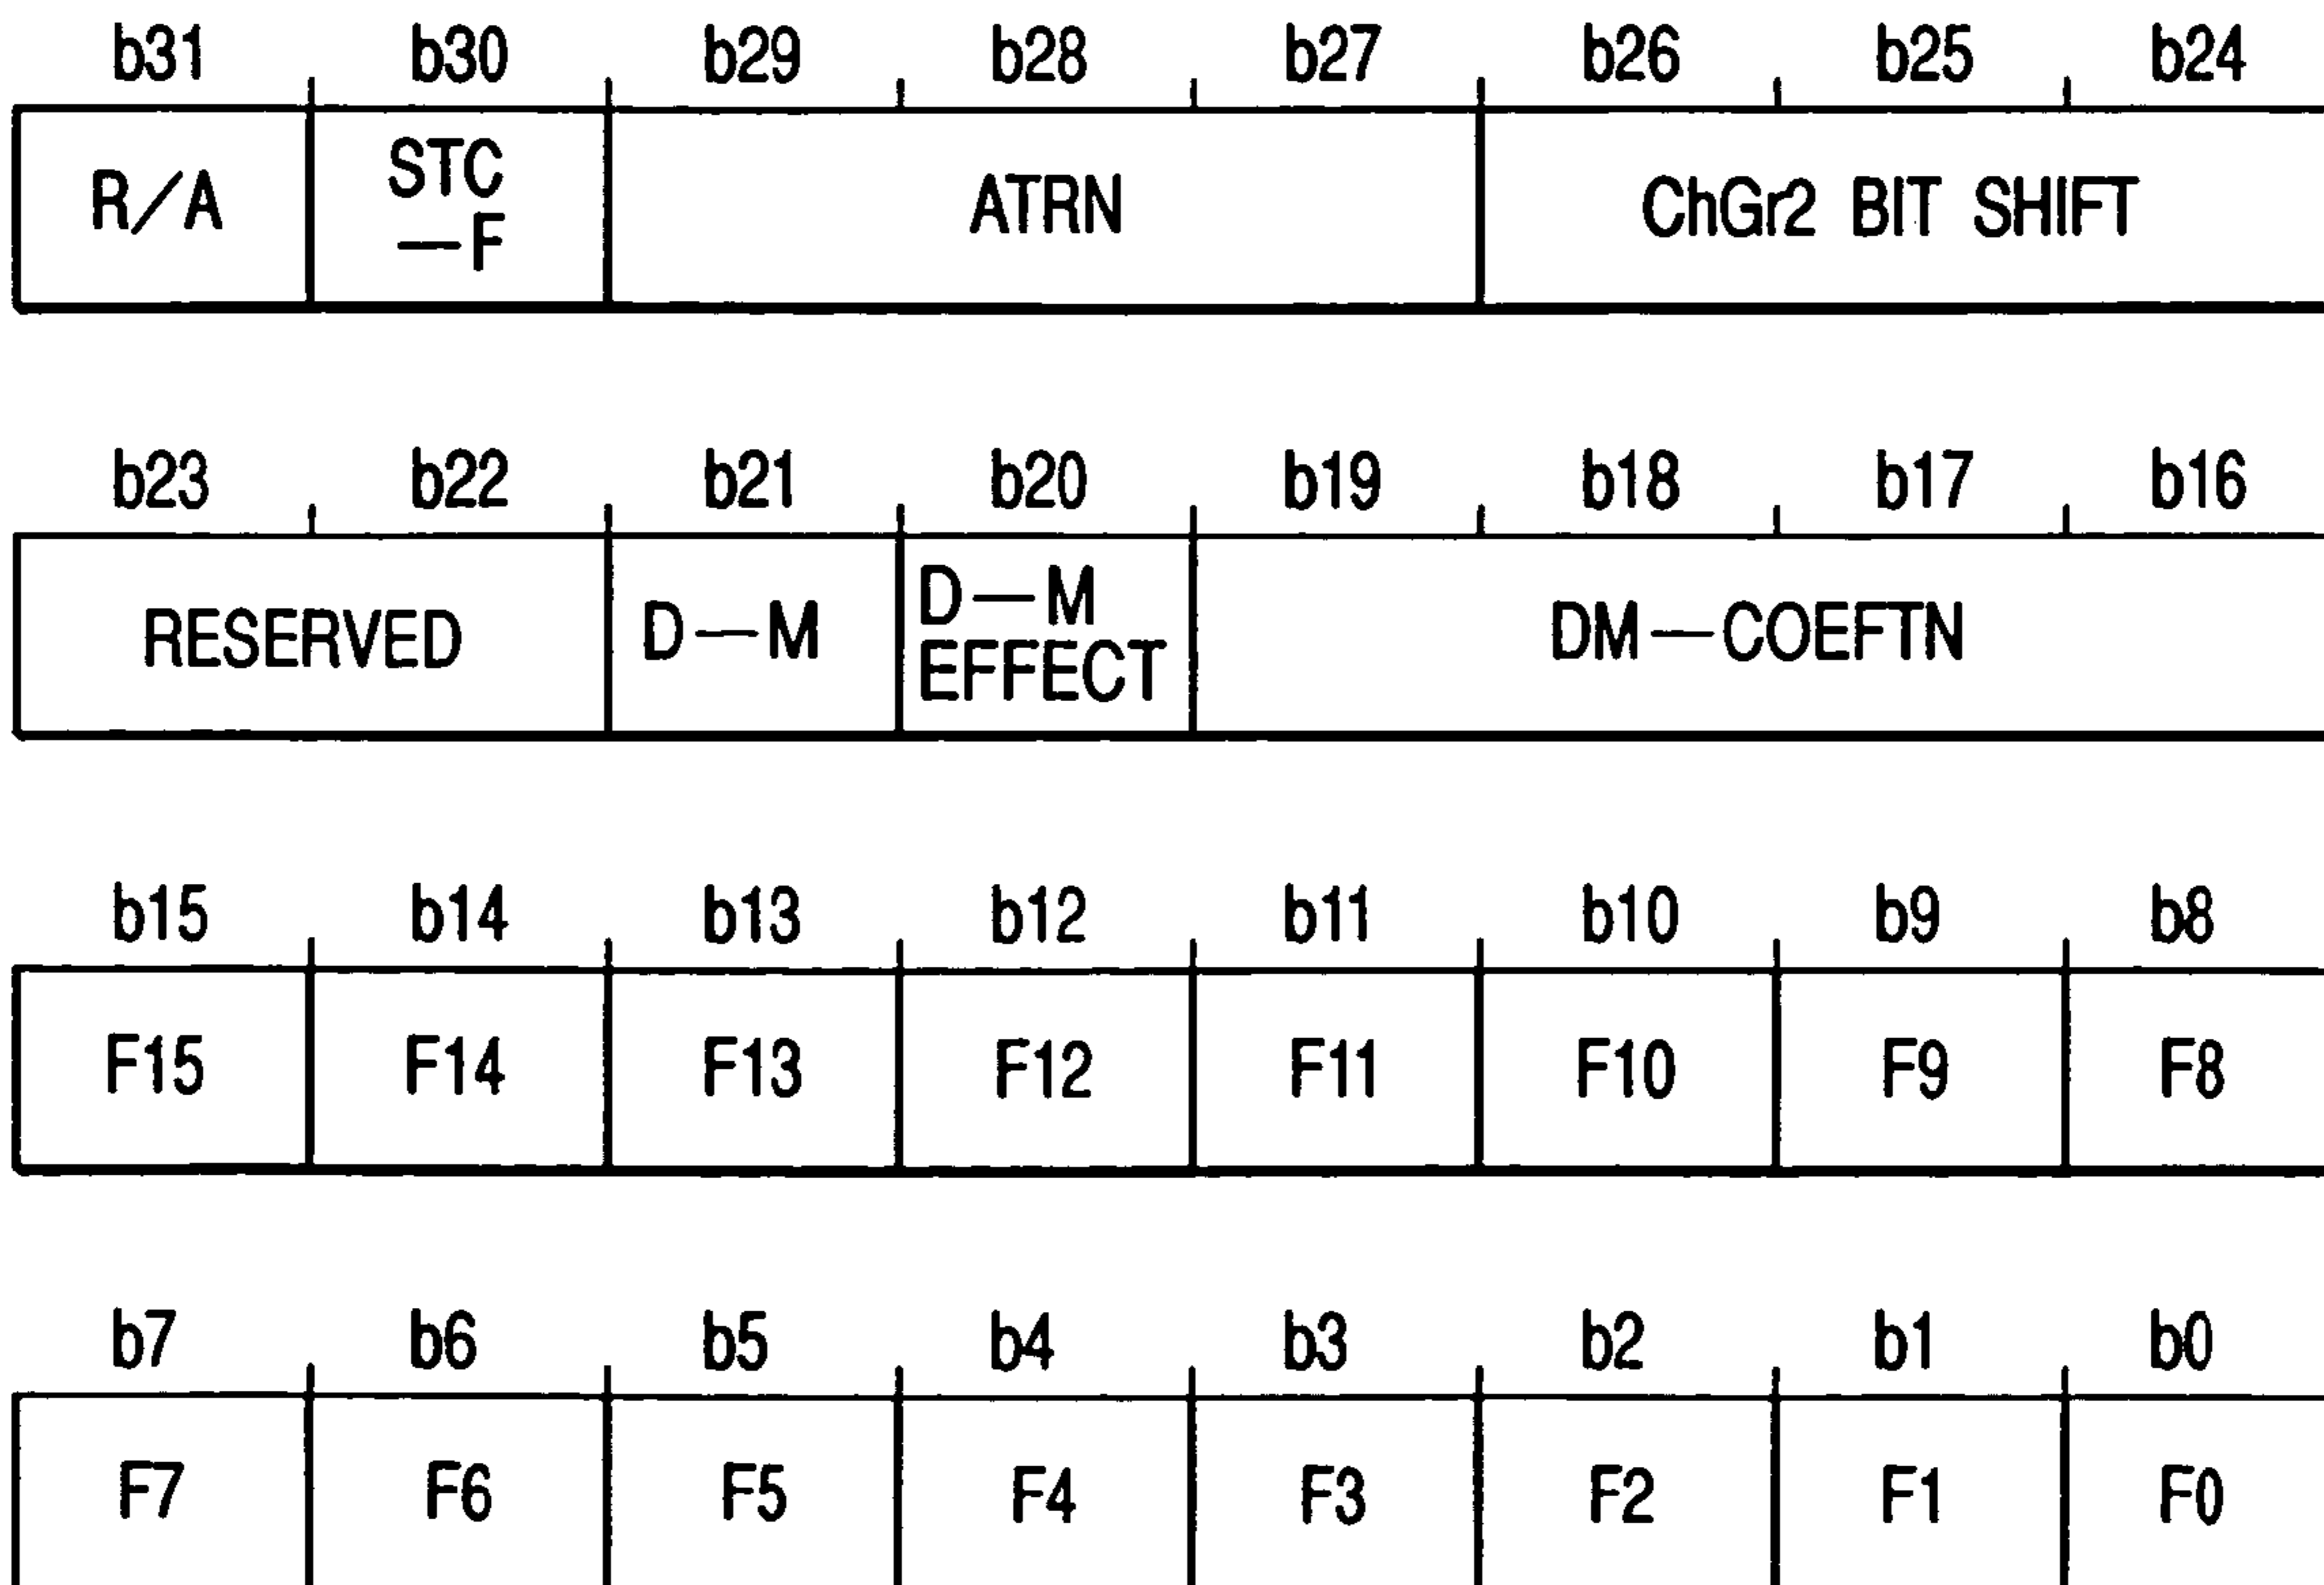 b31 b30 b29 b28 b27 b26 b25 b24
R/A STC ATRN ChGr2 BIT SHIFT
—F
b23 b22 b21 b20 b19 b18 b17 b16
RESERVED D—M D—M DM—COEFTN
EFFECT
b15 b14 b13 b12 b11 b10 b9 b8
F15 F14 F13 F12 F11 F10 F9 F8
b7 b6 b5 b4 b3 b2 b1 b0
F7 F6 F5 F4 F3 F2 F1 F0